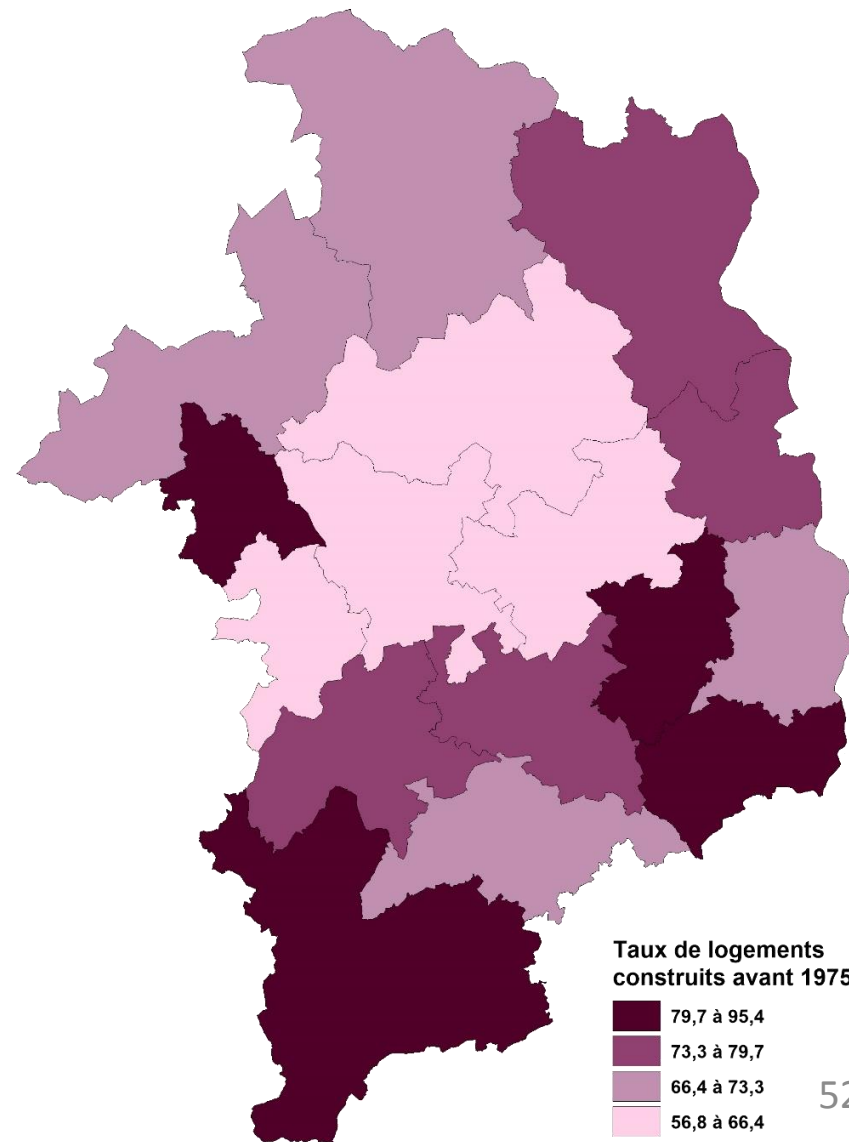 Taux de logements
construits avant 1975
79,7 à 95,4
73,3 à 79,7
66,4 à 73,3
56,8 à 66,4
52